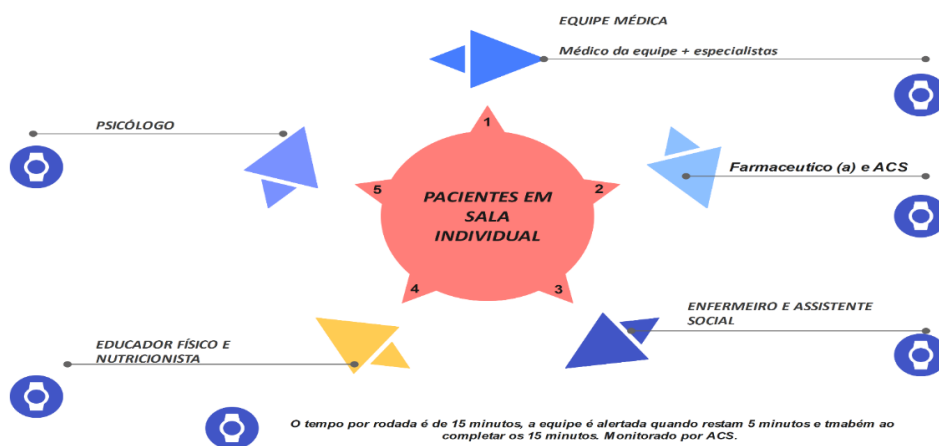 EQUIPE MÉDICA
Médico da equipe + especialistas
PSICÓLOGO
1
Farmaceutico (a) e ACS
5
2
PACIENTES EM
SALA
INDIVIDUAL
4
3
ENFERMEIRO E ASSISTENTE
SOCIAL
EDUCADOR FÍSICO E
NUTRICIONISTA
O tempo por rodada é de 15 minutos, a equipe é alertada quando restam 5 minutos e tmabém ao
completar os 15 minutos. Monitorado por ACS.